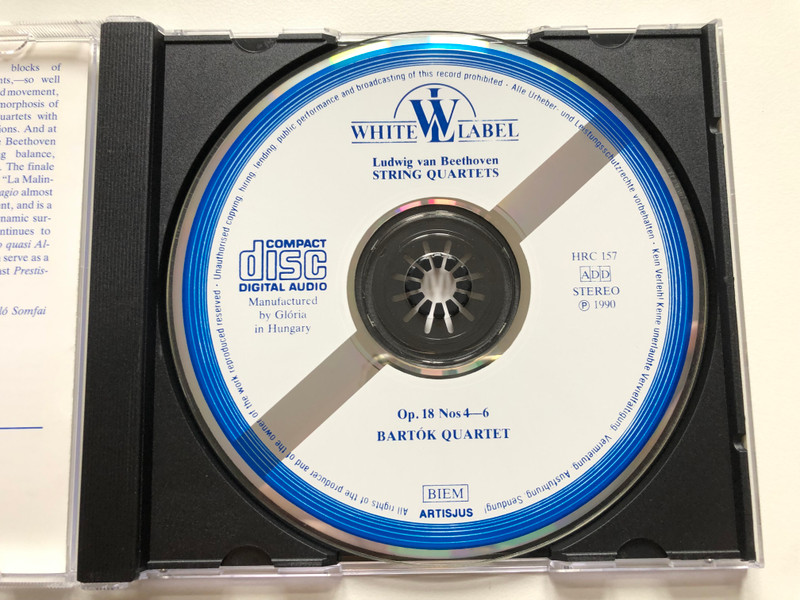 blocks of
nts,—so well
d movement,
morphosis of
uartets with
ions. And at
e Beethoven
g balance,
. The finale
“La Malin-
agio almost
ent, and is a
namic sur-
ntinues to
o quasi Al-
serve as a
ast Prestis-
ló Somfai
WL
WHITE LABEL
Ludwig van Beethoven
STRING QUARTETS
COMPACT
disc
DIGITAL AUDIO
Manufactured
by Glória
in Hungary
HRC 157
ADD
STEREO
Ⓟ 1990
Op. 18 Nos 4—6
BARTÓK QUARTET
BIEM
ARTISJUS
All rights of the producer and of the owner of the work reproduced reserved · Unauthorised copying, hiring, lending, public performance and broadcasting of this record prohibited · Alle Urheber- und Leistungsschutzrechte vorbehalten · Kein Verleih! Keine unerlaubte Vervielfältigung, Vermietung, Aufführung, Sendung!